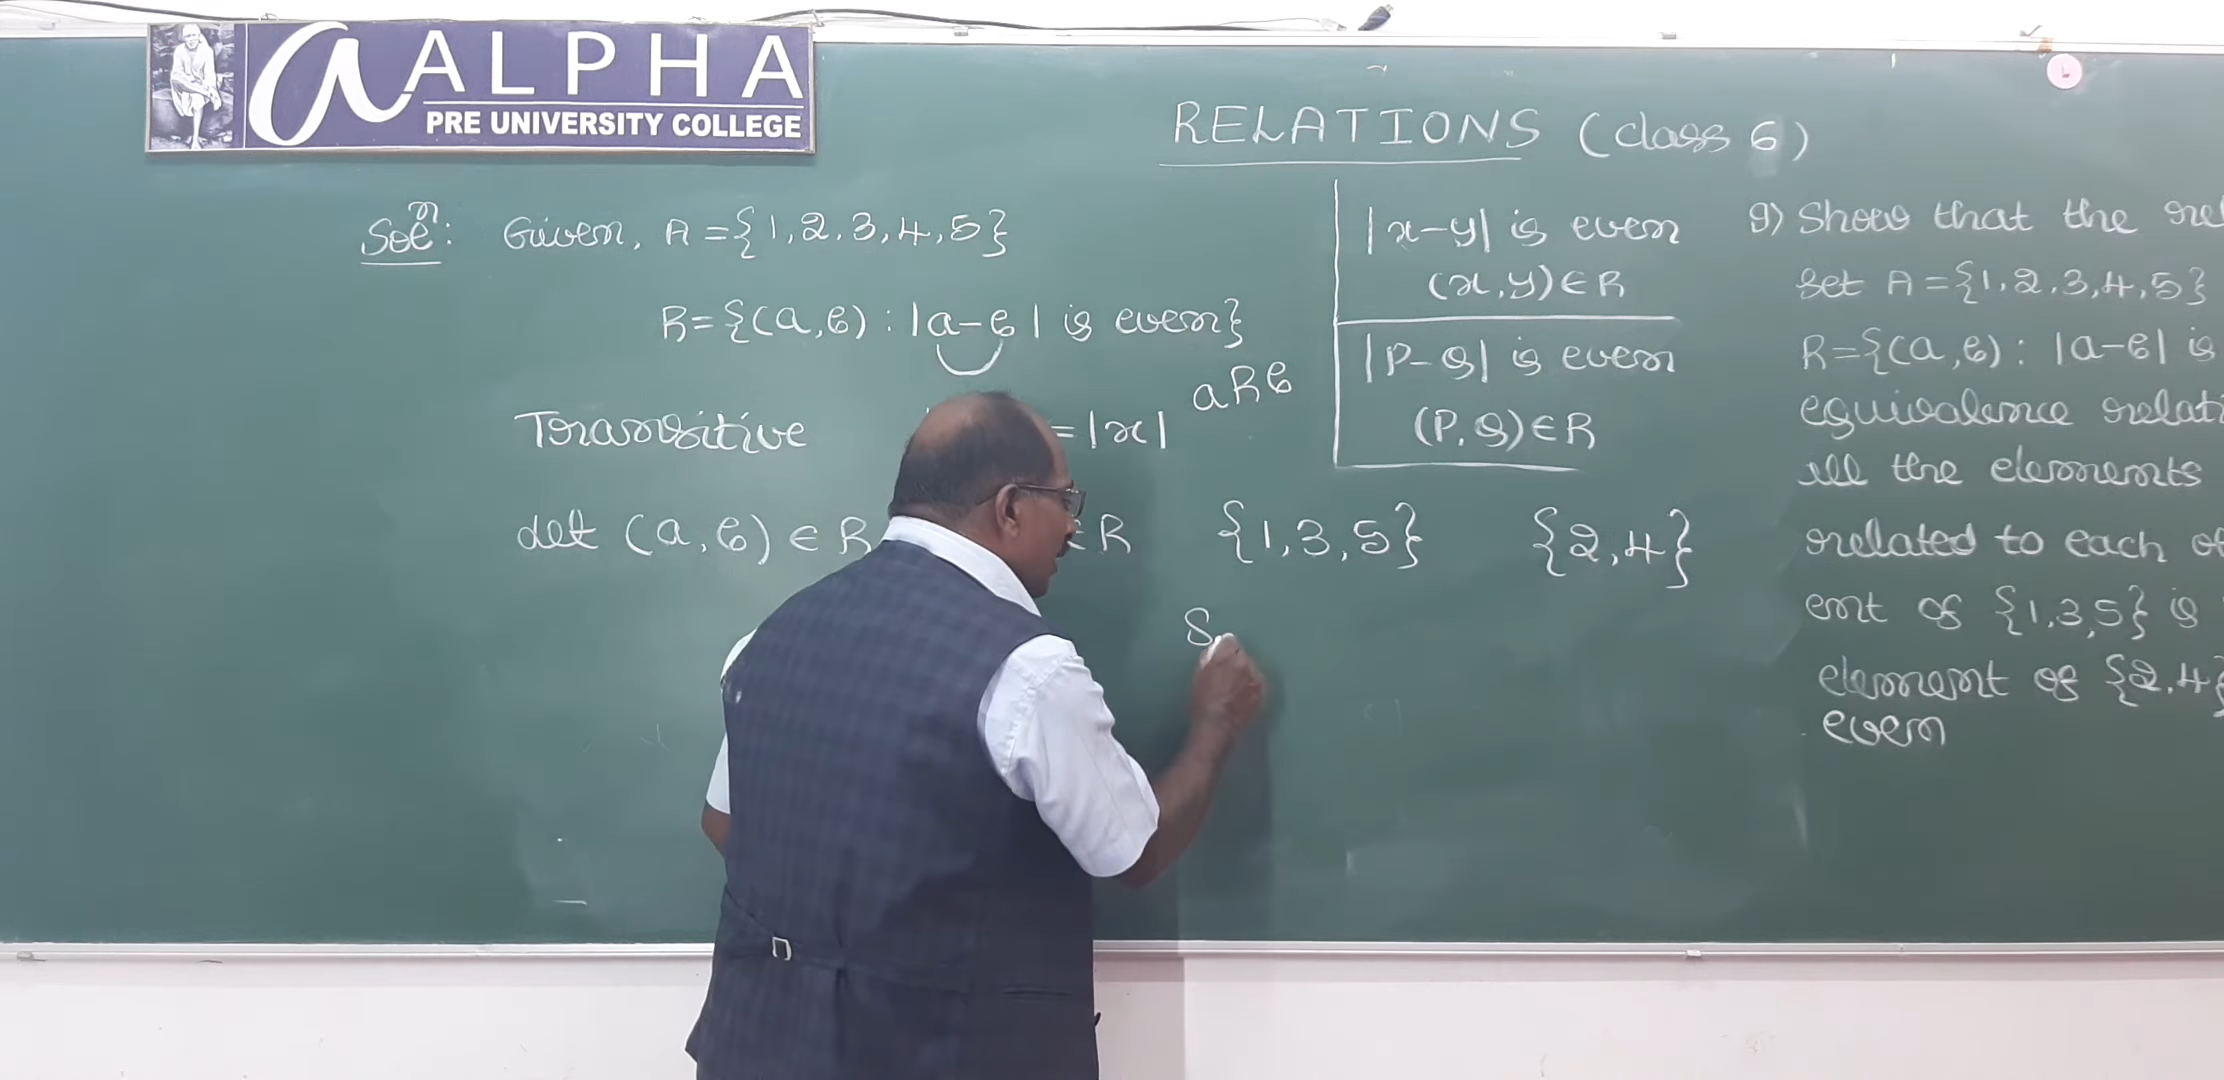 ALPHA
PRE UNIVERSITY COLLEGE
RELATIONS (class 6)
Soln: Given, A = {1, 2, 3, 4, 5}
R = {(a, b) : |a-b| is even}
aRb
Transitive = |x|
Let (a, b) ∈ R ∈ R
{1, 3, 5} {2, 4}
S
|x-y| is even
(x, y) ∈ R
|P-Q| is even
(P, Q) ∈ R
9) Show that the rel
set A = {1, 2, 3, 4, 5}
R = {(a, b) : |a-b| is
equivalence relati
all the elements
related to each ot
ent of {1, 3, 5} is
element of {2, 4}
even